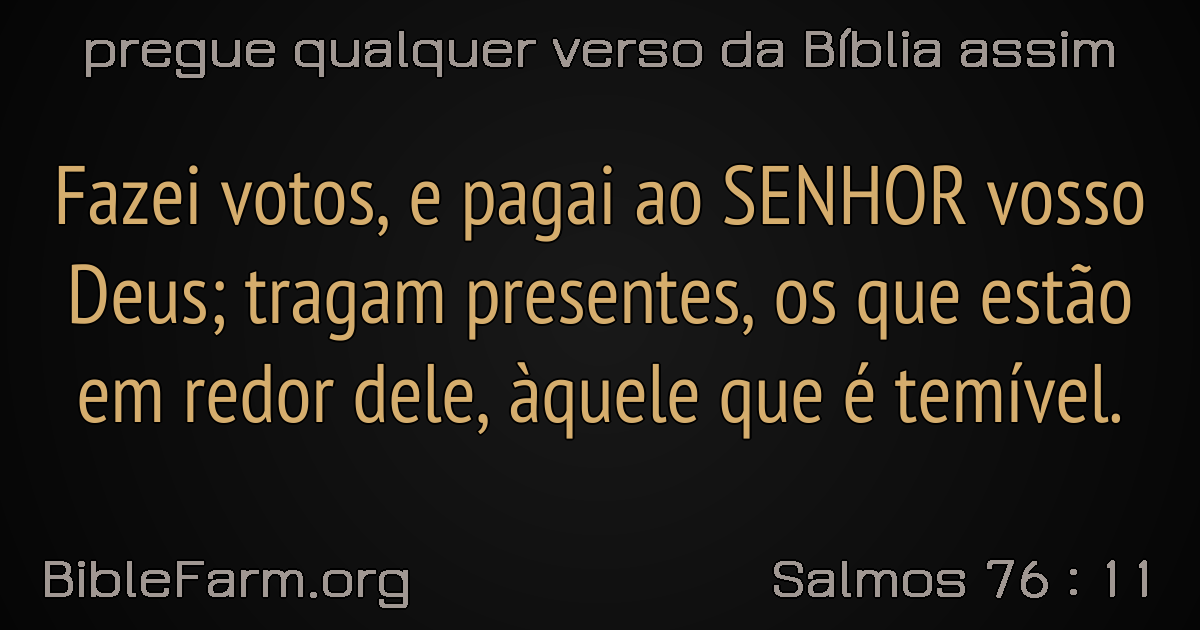 pregue qualquer verso da Bíblia assim
Fazei votos, e pagai ao SENHOR vosso
Deus; tragam presentes, os que estão
em redor dele, àquele que é temível.
BibleFarm.org
Salmos 76 : 11